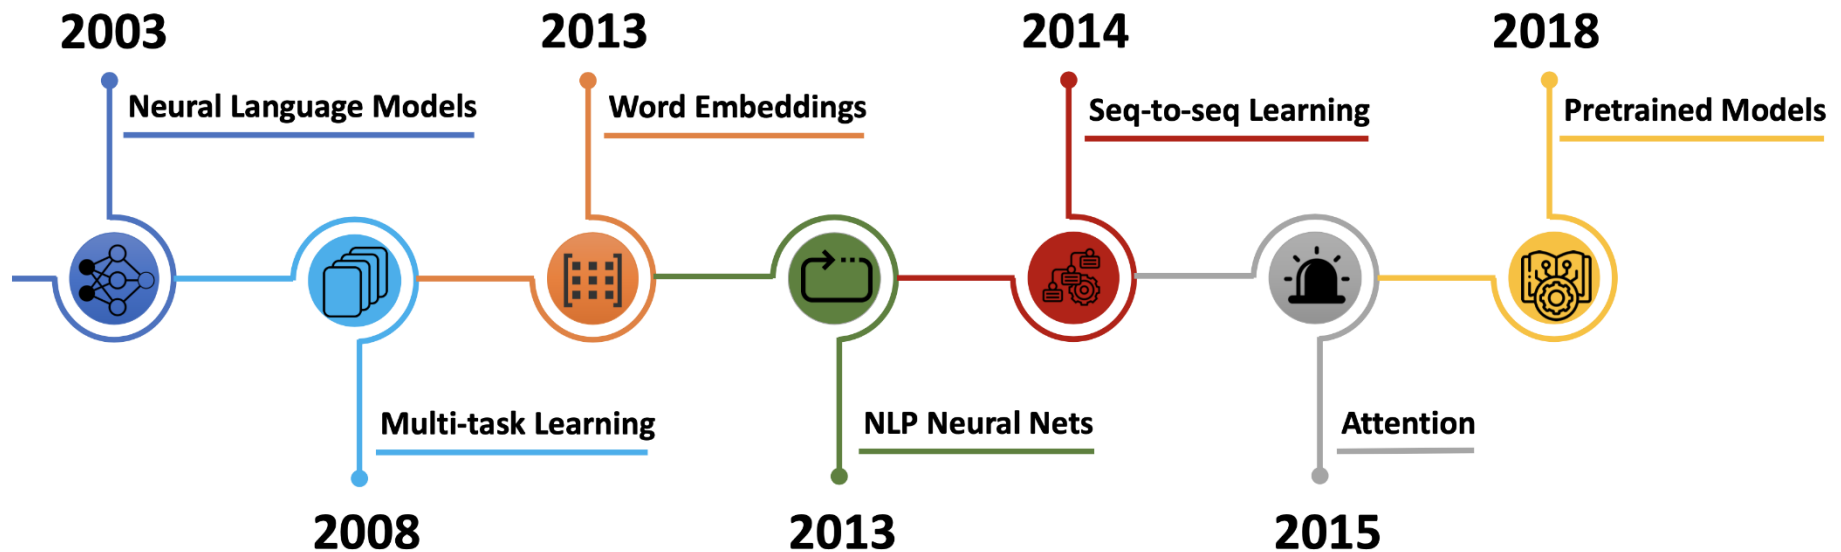 2003
Neural Language Models
2008
Multi-task Learning
2013
Word Embeddings
2013
NLP Neural Nets
2014
Seq-to-seq Learning
2015
Attention
2018
Pretrained Models